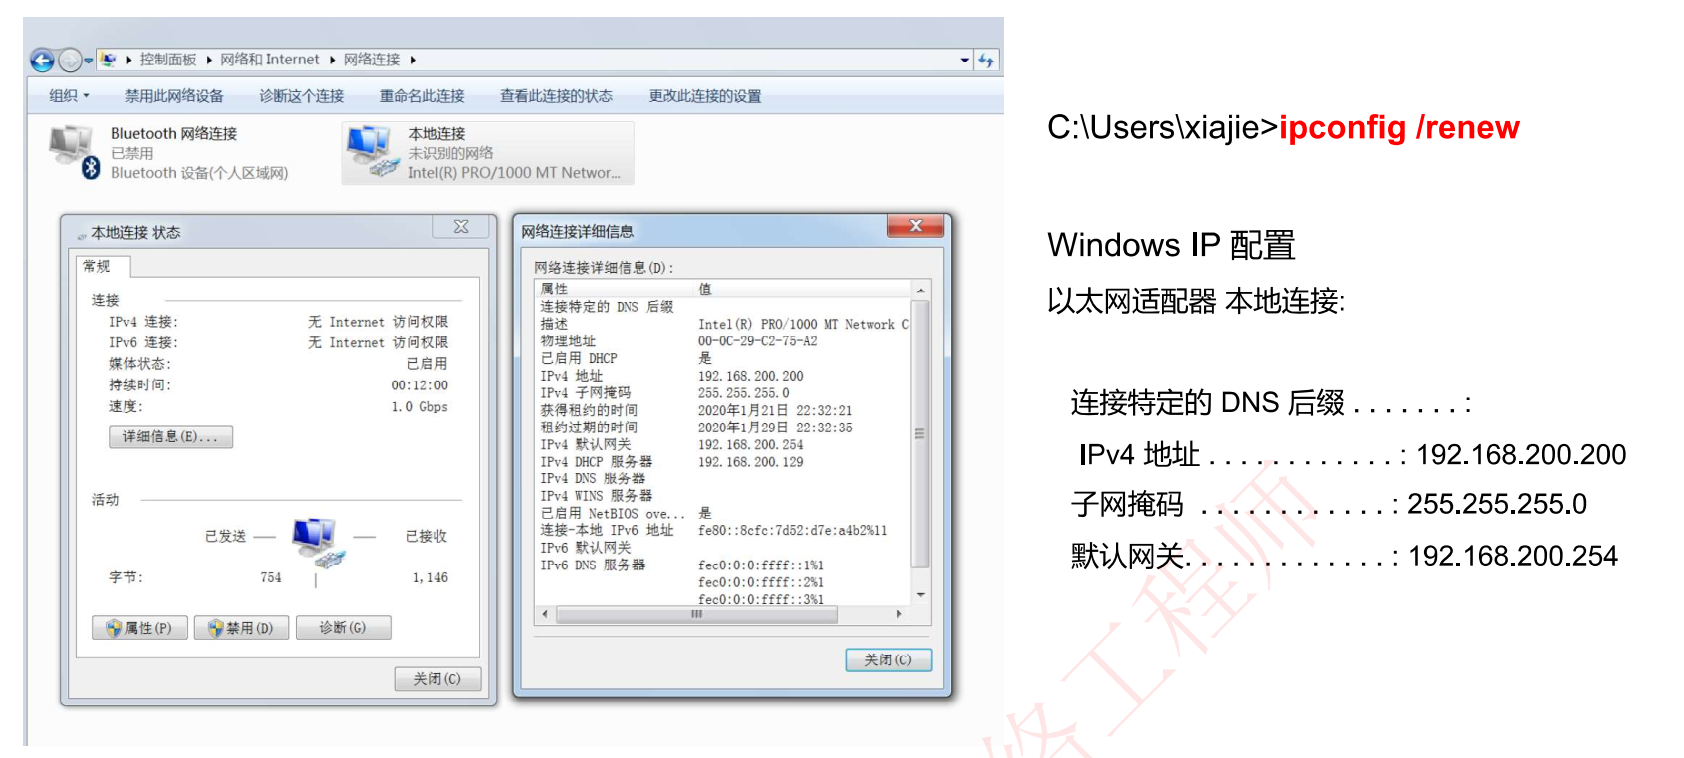 控制面板 ▸ 网络和 Internet ▸ 网络连接 ▸
组织 禁用此网络设备 诊断这个连接 重命名此连接 查看此连接的状态 更改此连接的设置
Bluetooth 网络连接
已禁用
Bluetooth 设备(个人区域网)
本地连接
未识别的网络
Intel(R) PRO/1000 MT Networ...
本地连接 状态
常规
连接
IPv4 连接: 无 Internet 访问权限
IPv6 连接: 无 Internet 访问权限
媒体状态: 已启用
持续时间: 00:12:00
速度: 1.0 Gbps
详细信息(E)...
活动
已发送 — — 已接收
字节: 754 | 1,146
属性(P) 禁用(D) 诊断(G)
关闭(C)
网络连接详细信息
网络连接详细信息(D):
属性 值
连接特定的 DNS 后缀
描述 Intel(R) PRO/1000 MT Network C
物理地址 00-0C-29-C2-75-A2
已启用 DHCP 是
IPv4 地址 192.168.200.200
IPv4 子网掩码 255.255.255.0
获得租约的时间 2020年1月21日 22:32:21
租约过期的时间 2020年1月29日 22:32:35
IPv4 默认网关 192.168.200.254
IPv4 DHCP 服务器 192.168.200.129
IPv4 DNS 服务器
IPv4 WINS 服务器
已启用 NetBIOS ove... 是
连接-本地 IPv6 地址 fe80::8cfc:7d52:d7e:a4b2%11
IPv6 默认网关
IPv6 DNS 服务器 fec0:0:0:ffff::1%1
fec0:0:0:ffff::2%1
fec0:0:0:ffff::3%1
关闭(C)
C:\Users\xiajie>ipconfig /renew
Windows IP 配置
以太网适配器 本地连接:
连接特定的 DNS 后缀 . . . . . . . :
IPv4 地址 . . . . . . . . . . . . : 192.168.200.200
子网掩码 . . . . . . . . . . . . : 255.255.255.0
默认网关. . . . . . . . . . . . . : 192.168.200.254
络工程师